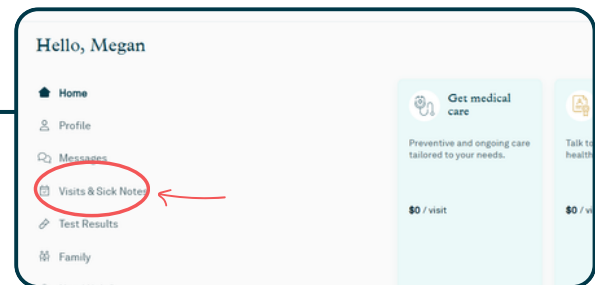 Hello, Megan
Home
Profile
Messages
Visits & Sick Notes
Test Results
Family
Get medical
care
Preventive and ongoing care
tailored to your needs.
$0 / visit
Talk to
health
$0 /